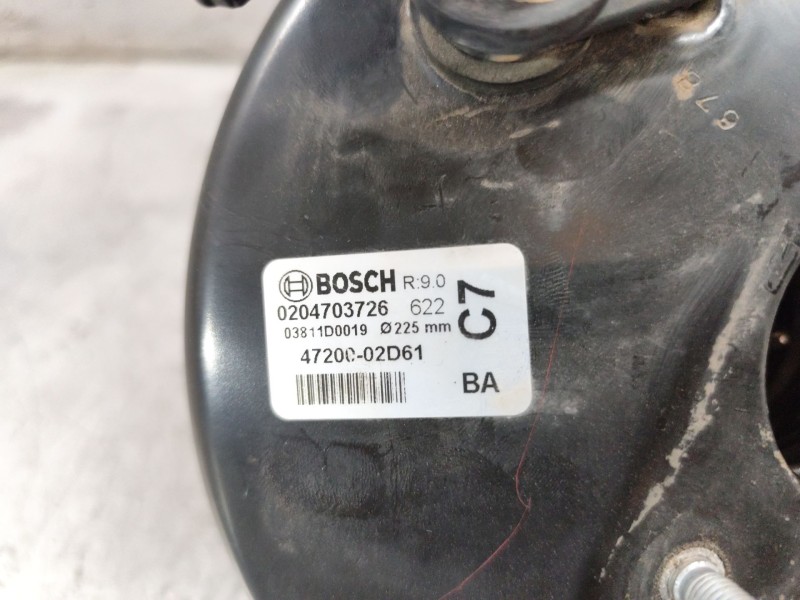 BOSCH R:9.0
0204703726 622
C7
03811D0019 Ø225 mm
47200-02D61
BA